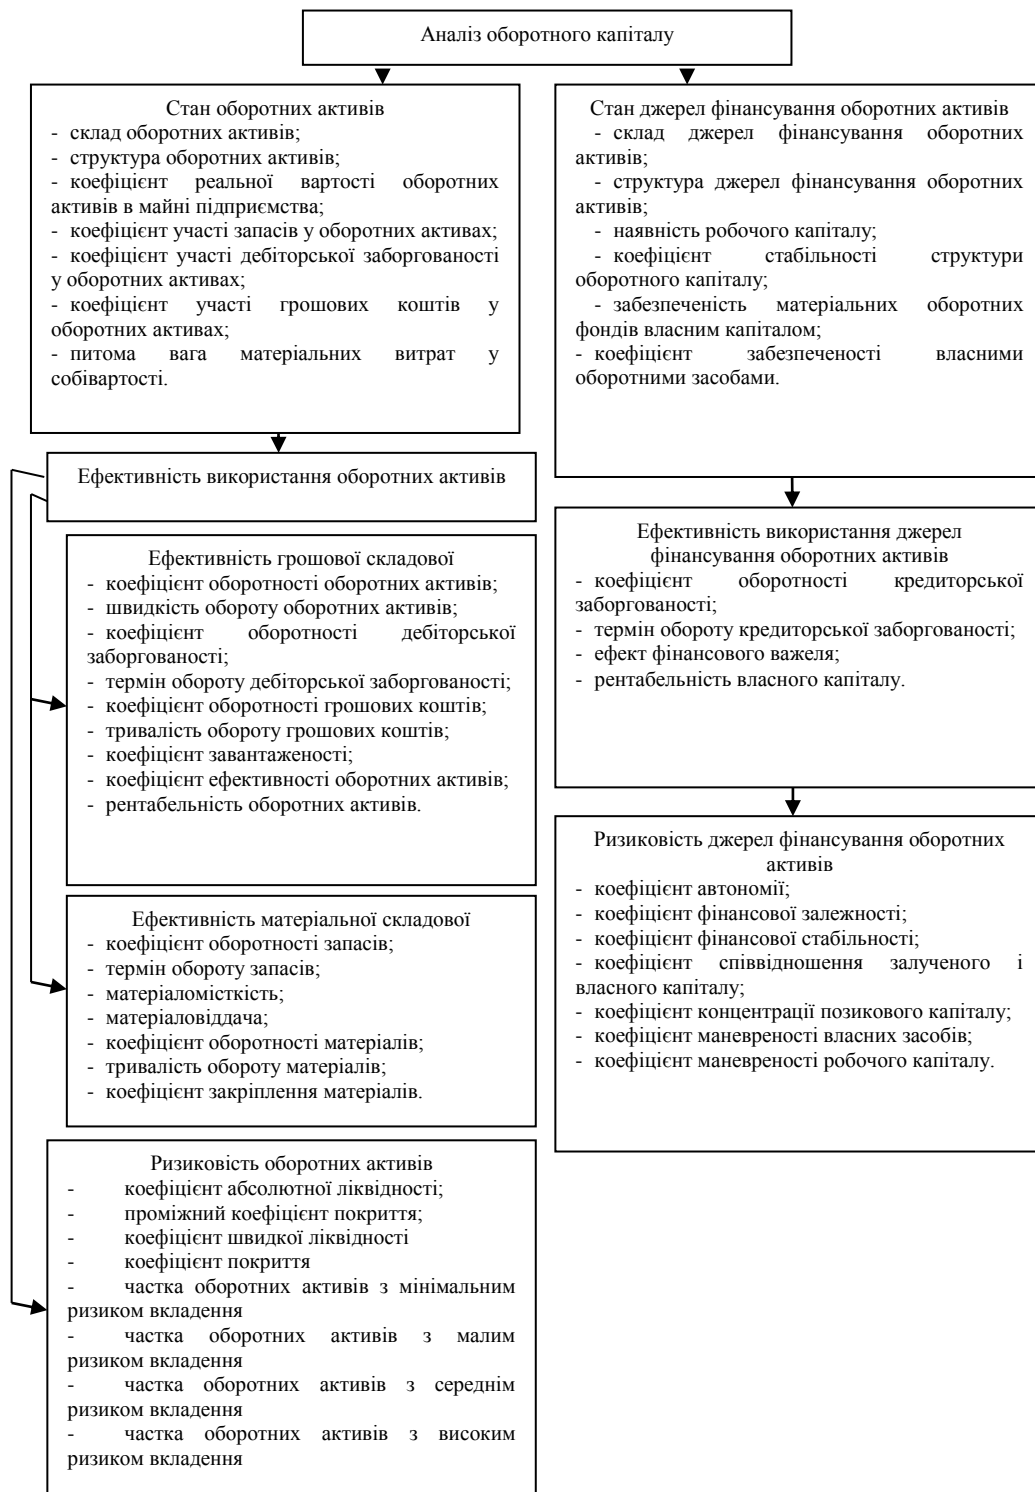 Аналіз оборотного капіталу
Стан оборотних активів
- склад оборотних активів;
- структура оборотних активів;
- коефіцієнт реальної вартості оборотних
активів в майні підприємства;
- коефіцієнт участі запасів у оборотних активах;
- коефіцієнт участі дебіторської заборгованості
у оборотних активах;
- коефіцієнт участі грошових коштів у
оборотних активах;
- питома вага матеріальних витрат у
собівартості.
Стан джерел фінансування оборотних активів
- склад джерел фінансування оборотних
активів;
- структура джерел фінансування оборотних
активів;
- наявність робочого капіталу;
- коефіцієнт стабільності структури
оборотного капіталу;
- забезпеченість матеріальних оборотних
фондів власним капіталом;
- коефіцієнт забезпеченості власними
оборотними засобами.
Ефективність використання оборотних активів
Ефективність грошової складової
- коефіцієнт оборотності оборотних активів;
- швидкість обороту оборотних активів;
- коефіцієнт оборотності дебіторської
заборгованості;
- термін обороту дебіторської заборгованості;
- коефіцієнт оборотності грошових коштів;
- тривалість обороту грошових коштів;
- коефіцієнт завантаженості;
- коефіцієнт ефективності оборотних активів;
- рентабельність оборотних активів.
Ефективність використання джерел
фінансування оборотних активів
- коефіцієнт оборотності кредиторської
заборгованості;
- термін обороту кредиторської заборгованості;
- ефект фінансового важеля;
- рентабельність власного капіталу.
Ефективність матеріальної складової
- коефіцієнт оборотності запасів;
- термін обороту запасів;
- матеріаломісткість;
- матеріаловіддача;
- коефіцієнт оборотності матеріалів;
- тривалість обороту матеріалів;
- коефіцієнт закріплення матеріалів.
Ризиковість джерел фінансування оборотних
активів
- коефіцієнт автономії;
- коефіцієнт фінансової залежності;
- коефіцієнт фінансової стабільності;
- коефіцієнт співвідношення залученого і
власного капіталу;
- коефіцієнт концентрації позикового капіталу;
- коефіцієнт маневреності власних засобів;
- коефіцієнт маневреності робочого капіталу.
Ризиковість оборотних активів
- коефіцієнт абсолютної ліквідності;
- проміжний коефіцієнт покриття;
- коефіцієнт швидкої ліквідності
- коефіцієнт покриття
- частка оборотних активів з мінімальним
ризиком вкладення
- частка оборотних активів з малим
ризиком вкладення
- частка оборотних активів з середнім
ризиком вкладення
- частка оборотних активів з високим
ризиком вкладення